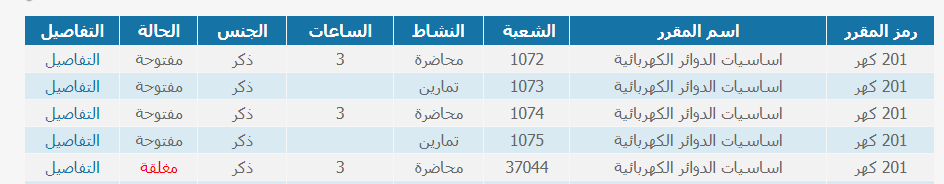 رمز المقرر اسم المقرر الشعبة النشاط الساعات الجنس الحالة التفاصيل
201 كهر اساسيات الدوائر الكهربائية 1072 محاضرة 3 ذكر مفتوحة التفاصيل
201 كهر اساسيات الدوائر الكهربائية 1073 تمارين ذكر مفتوحة التفاصيل
201 كهر اساسيات الدوائر الكهربائية 1074 محاضرة 3 ذكر مفتوحة التفاصيل
201 كهر اساسيات الدوائر الكهربائية 1075 تمارين ذكر مفتوحة التفاصيل
201 كهر اساسيات الدوائر الكهربائية 37044 محاضرة 3 ذكر مغلقة التفاصيل